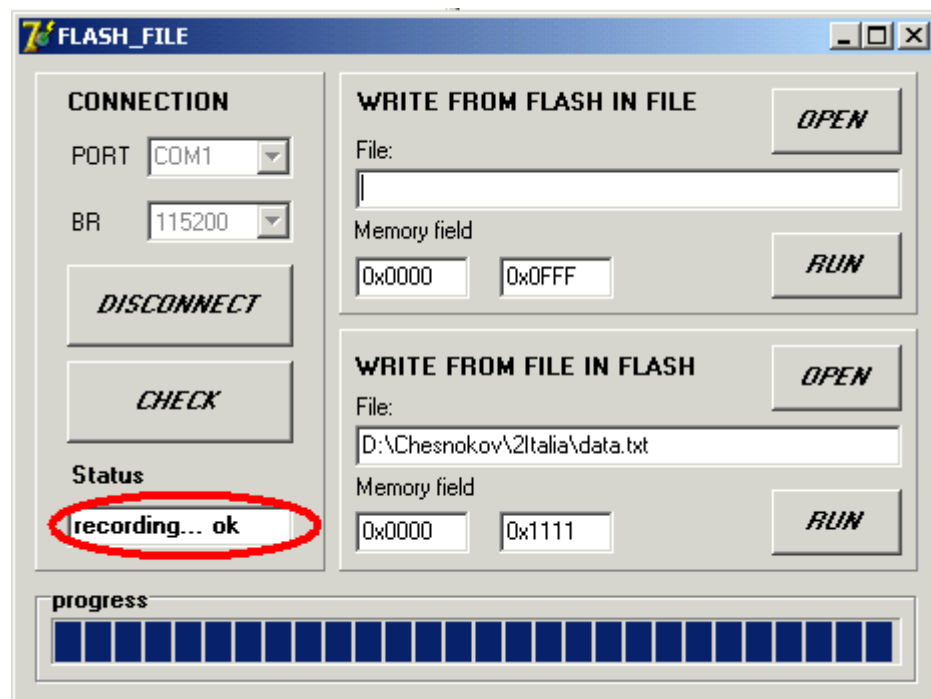 FLASH_FILE
CONNECTION
PORT COM1
BR 115200
DISCONNECT
CHECK
Status
recording... ok
WRITE FROM FLASH IN FILE
OPEN
File:
Memory field
0x0000 0x0FFF
RUN
WRITE FROM FILE IN FLASH
OPEN
File:
D:\Chesnokov\2Italia\data.txt
Memory field
0x0000 0x1111
RUN
progress